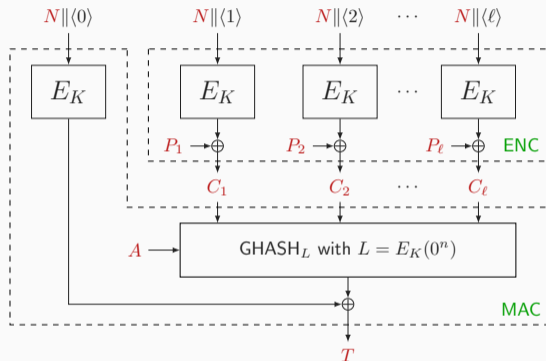 N∥⟨0⟩ N∥⟨1⟩ N∥⟨2⟩ ⋯ N∥⟨ℓ⟩
E_K E_K E_K ⋯ E_K
P_1 P_2 P_ℓ
ENC
C_1 C_2 ⋯ C_ℓ
A GHASH_L with L = E_K(0^n)
MAC
T